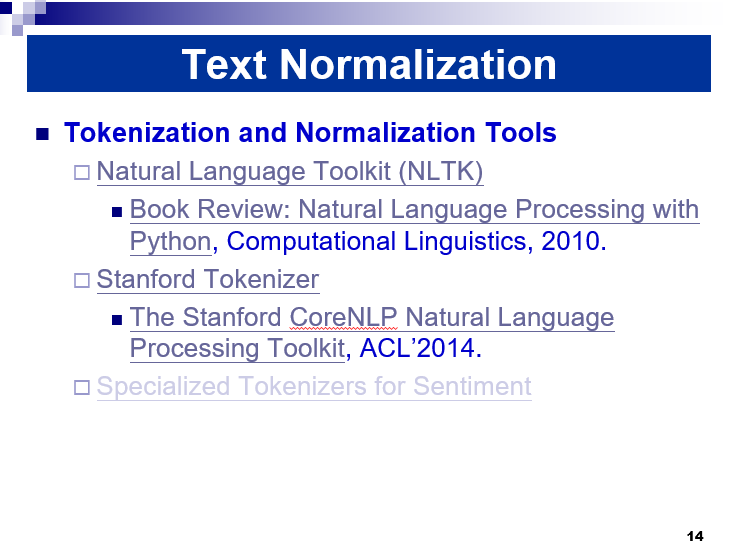 Text Normalization
Tokenization and Normalization Tools
Natural Language Toolkit (NLTK)
Book Review: Natural Language Processing with
Python, Computational Linguistics, 2010.
Stanford Tokenizer
The Stanford CoreNLP Natural Language
Processing Toolkit, ACL’2014.
Specialized Tokenizers for Sentiment
14